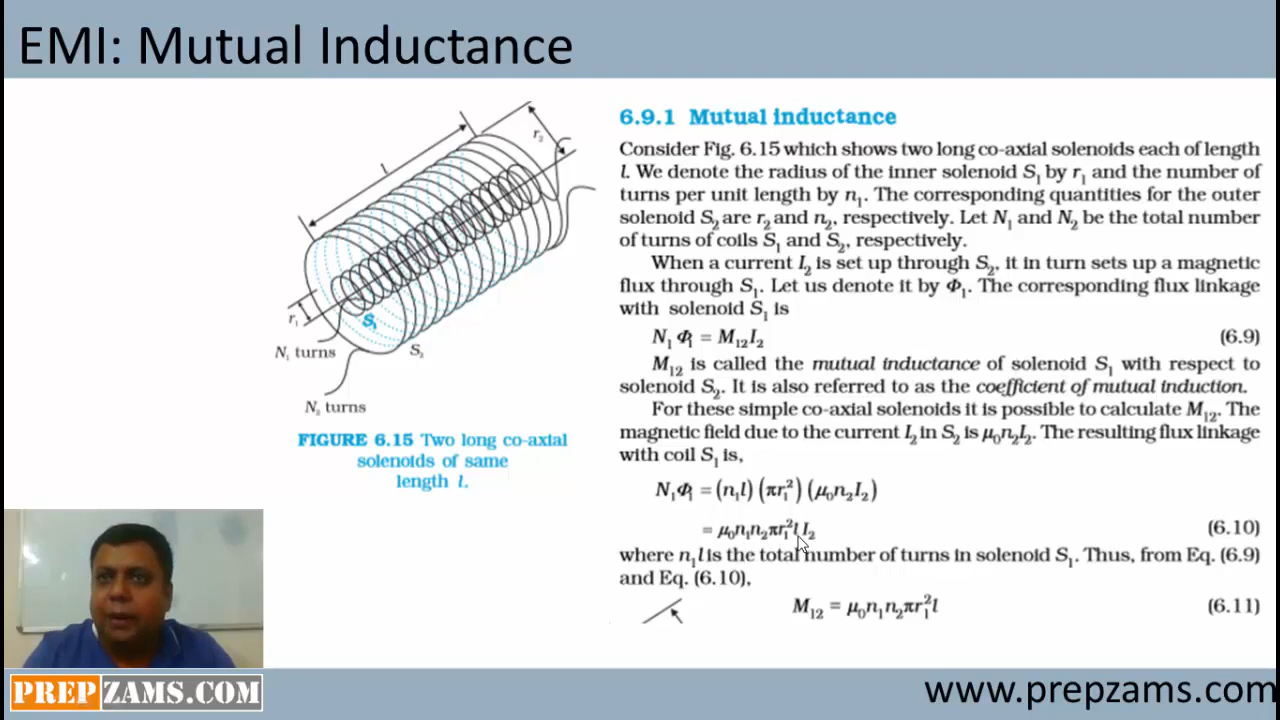 EMI: Mutual Inductance
l
r₂
r₁
S₁
N₁ turns
S₂
N₂ turns
FIGURE 6.15 Two long co-axial
solenoids of same
length l.
6.9.1 Mutual inductance
Consider Fig. 6.15 which shows two long co-axial solenoids each of length
l. We denote the radius of the inner solenoid S₁ by r₁ and the number of
turns per unit length by n₁. The corresponding quantities for the outer
solenoid S₂ are r₂ and n₂, respectively. Let N₁ and N₂ be the total number
of turns of coils S₁ and S₂, respectively.
When a current I₂ is set up through S₂, it in turn sets up a magnetic
flux through S₁. Let us denote it by Φ₁. The corresponding flux linkage
with solenoid S₁ is
N₁ Φ₁ = M₁₂I₂ (6.9)
M₁₂ is called the mutual inductance of solenoid S₁ with respect to
solenoid S₂. It is also referred to as the coefficient of mutual induction.
For these simple co-axial solenoids it is possible to calculate M₁₂. The
magnetic field due to the current I₂ in S₂ is μ₀n₂I₂. The resulting flux linkage
with coil S₁ is,
N₁Φ₁ = (n₁l) (πr₁²) (μ₀n₂I₂)
= μ₀n₁n₂πr₁²l I₂ (6.10)
where n₁l is the total number of turns in solenoid S₁. Thus, from Eq. (6.9)
and Eq. (6.10),
M₁₂ = μ₀n₁n₂πr₁²l (6.11)
PREPZAMS.COM
www.prepzams.com